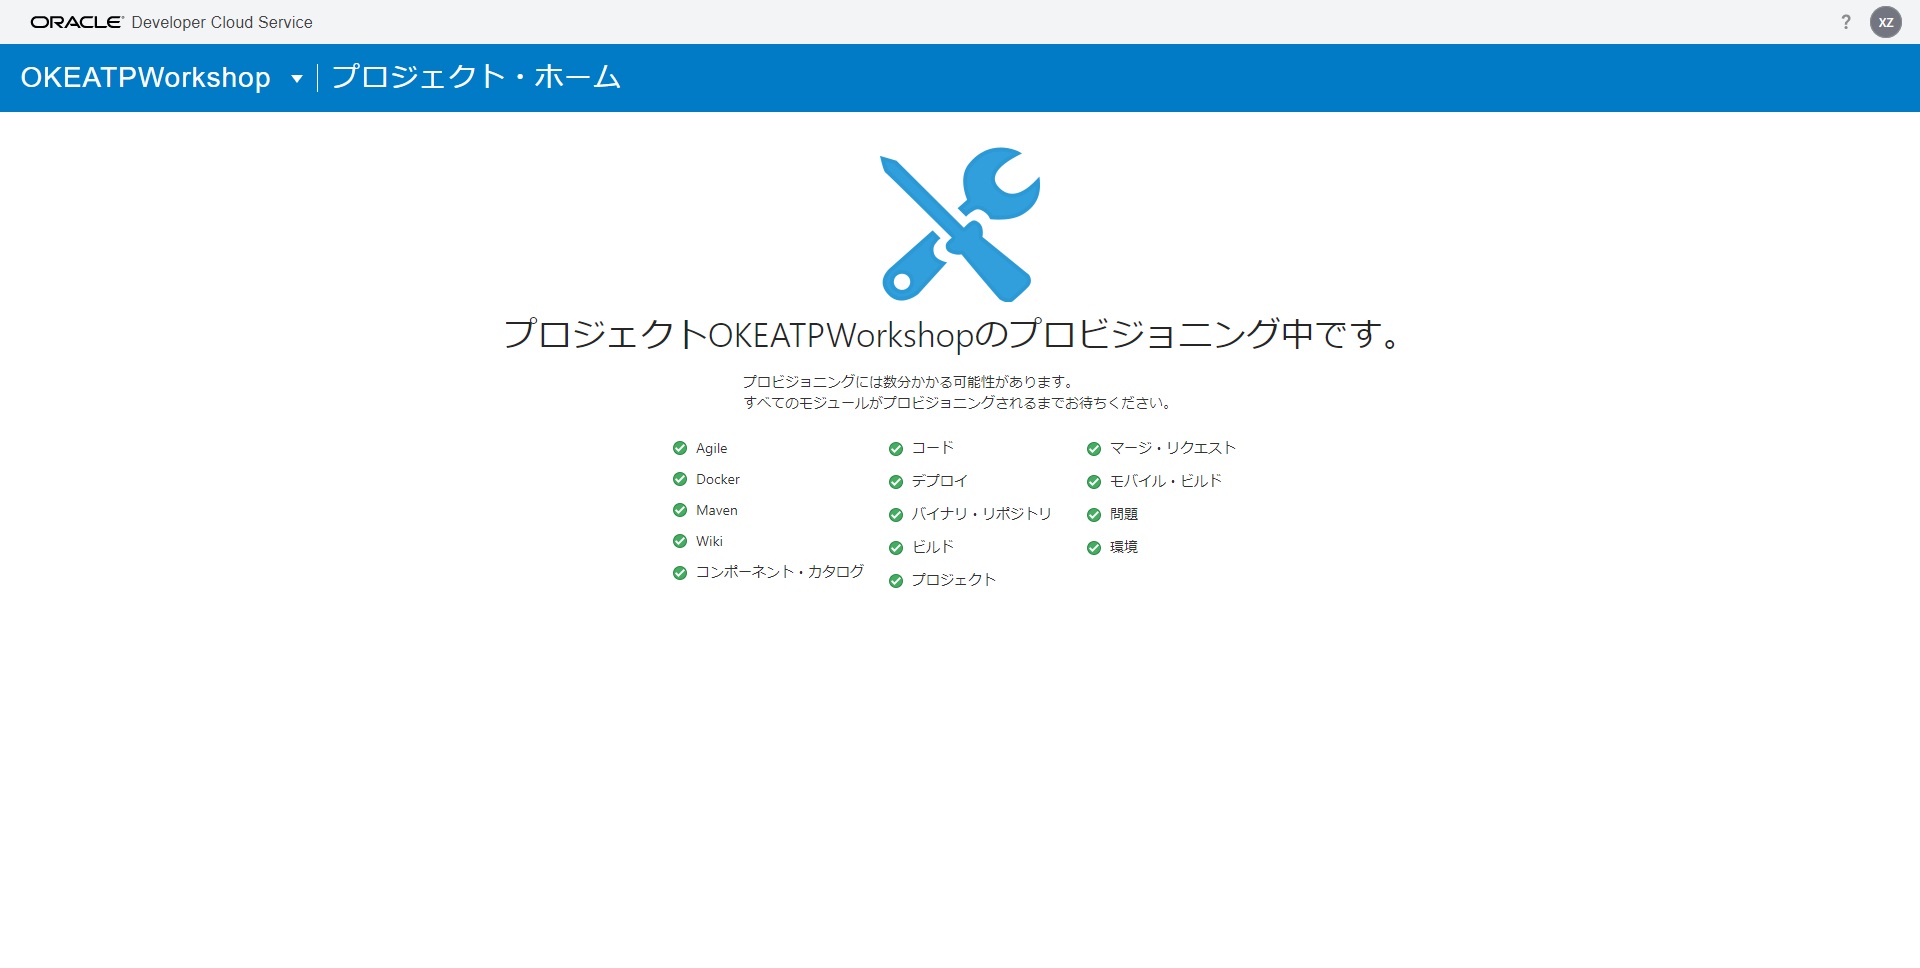 ORACLE Developer Cloud Service
? XZ
OKEATPWorkshop プロジェクト・ホーム
プロジェクトOKEATPWorkshopのプロビジョニング中です。
プロビジョニングには数分かかる可能性があります。
すべてのモジュールがプロビジョニングされるまでお待ちください。
Agile
Docker
Maven
Wiki
コンポーネント・カタログ
コード
デプロイ
バイナリ・リポジトリ
ビルド
プロジェクト
マージ・リクエスト
モバイル・ビルド
問題
環境